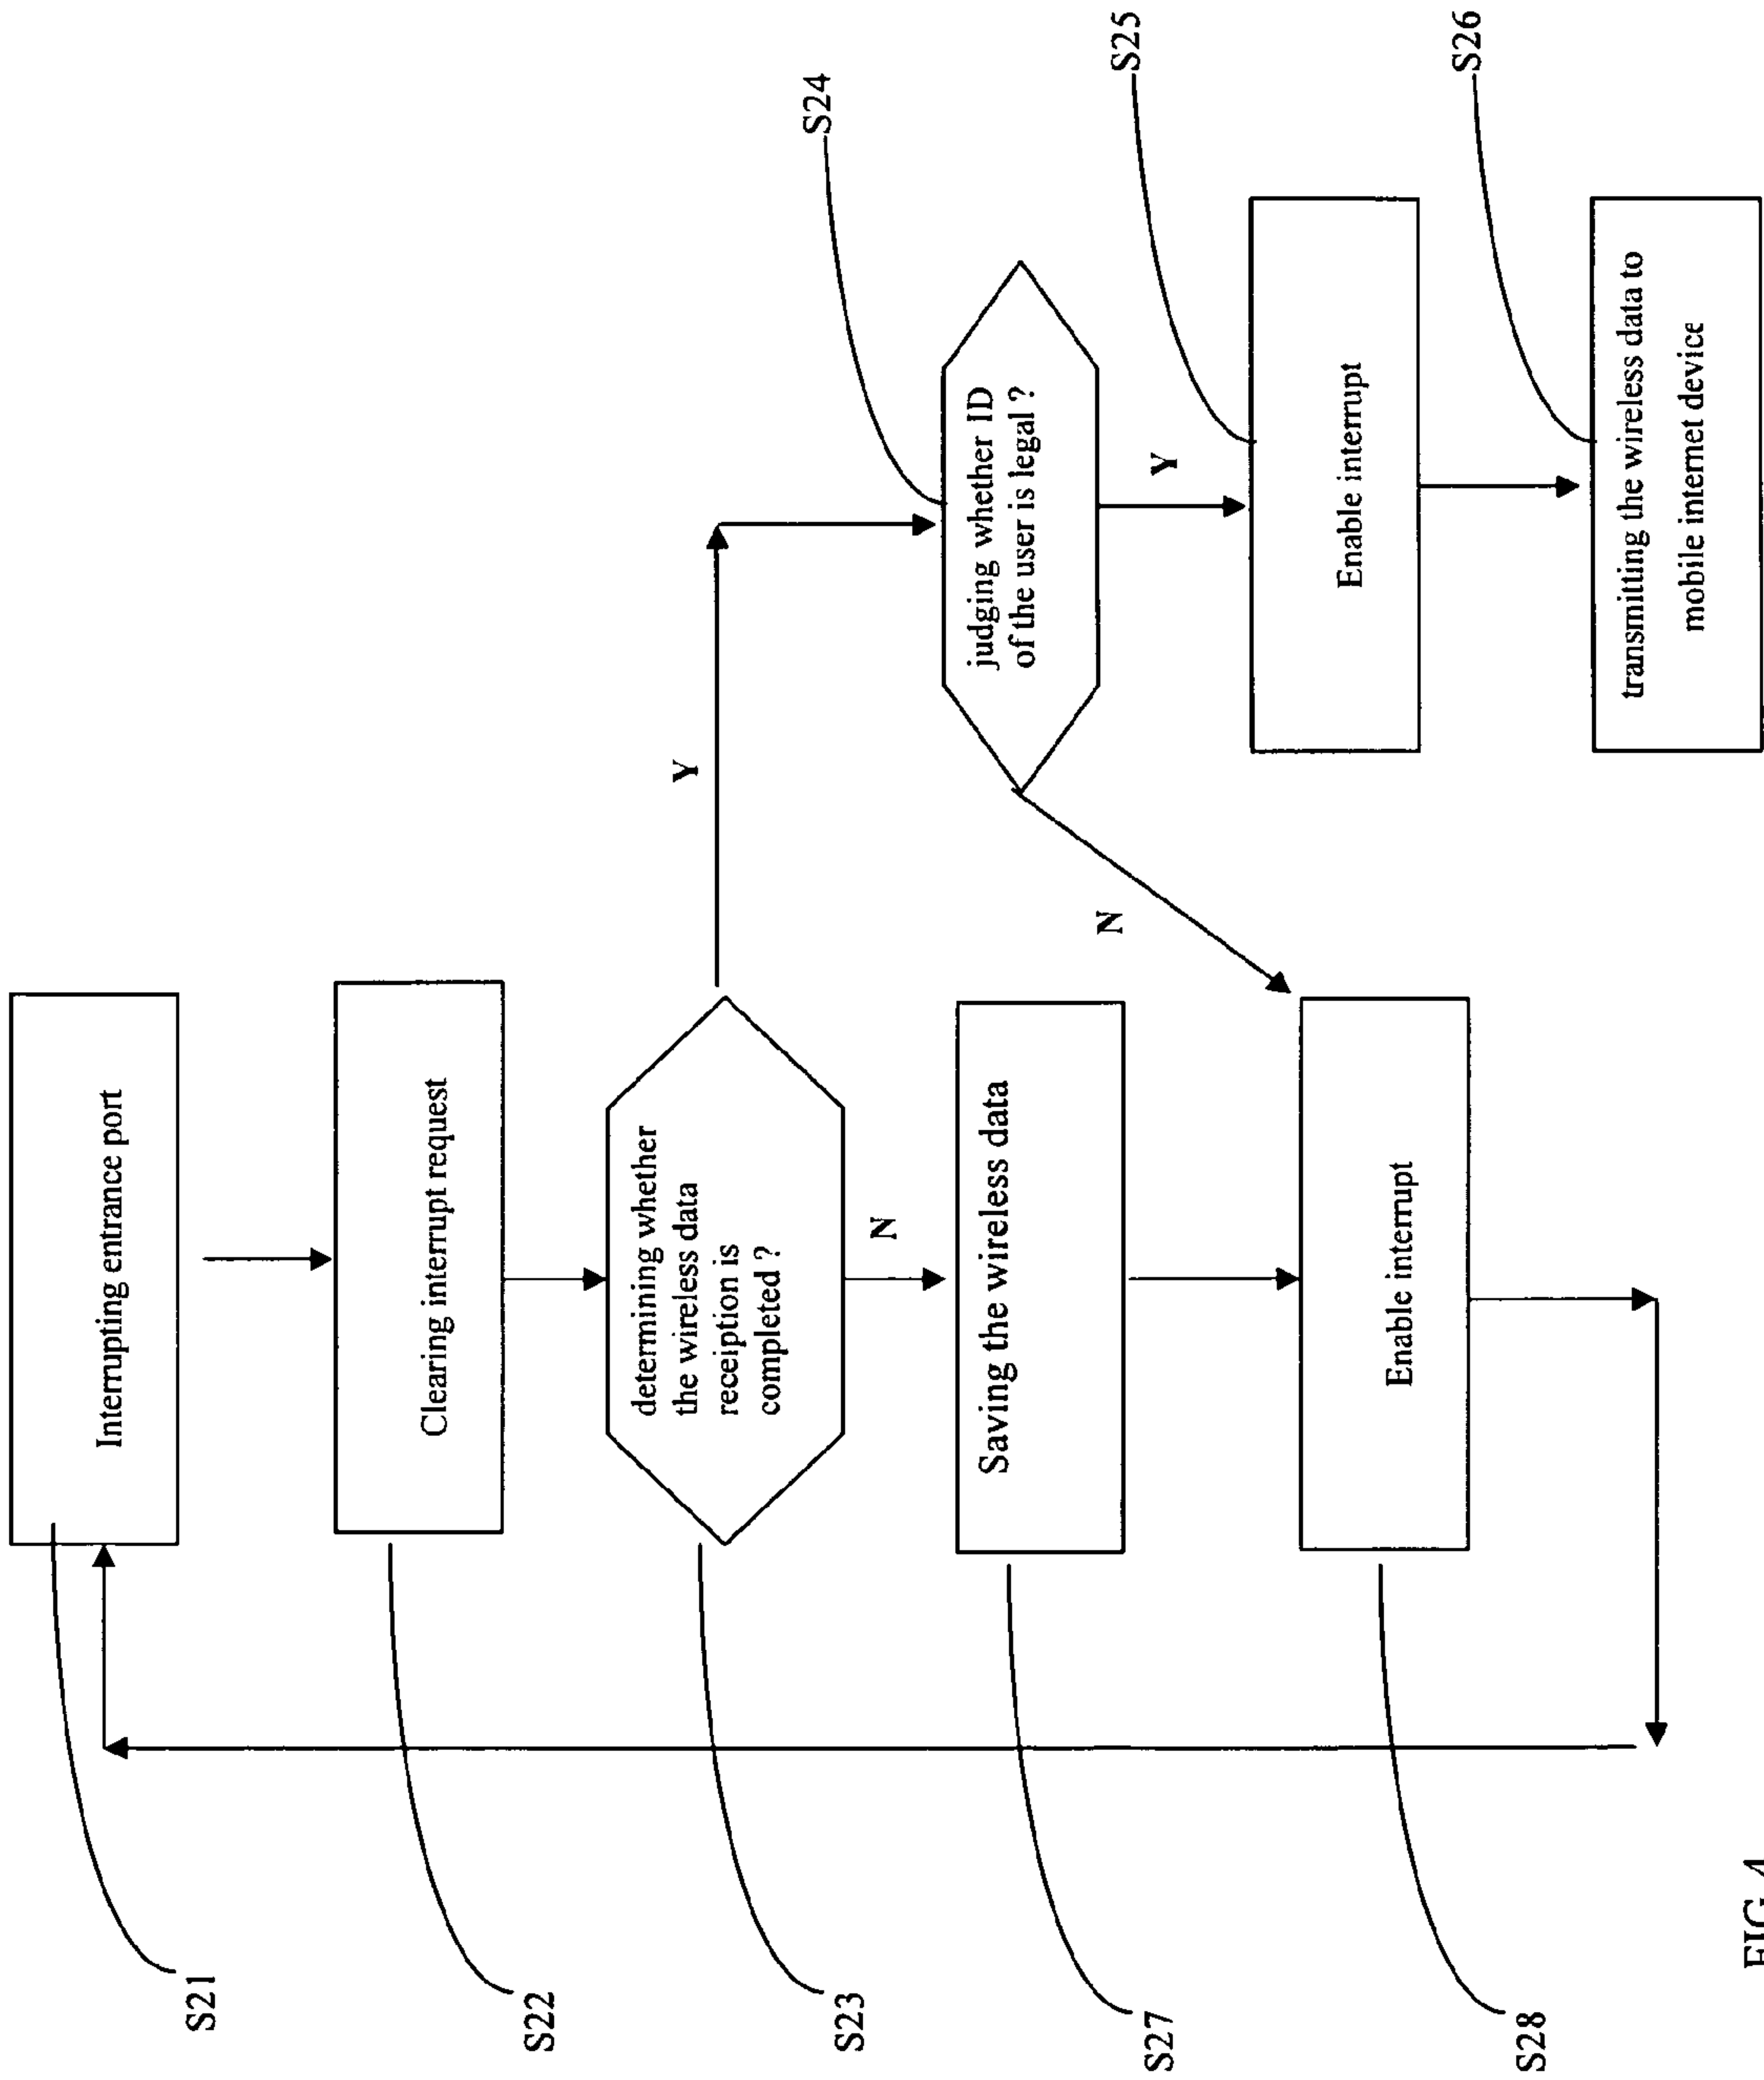 Interrupting entrance port
S21
Clearing interrupt request
S22
determining whether
the wireless data
receiption is
completed ?
S23
Y
N
judging whether ID
of the user is legal ?
S24
Y
N
Enable interrupt
S25
transmitting the wireless data to
mobile internet device
S26
Saving the wireless data
S27
Enable interrupt
S28
FIG 4